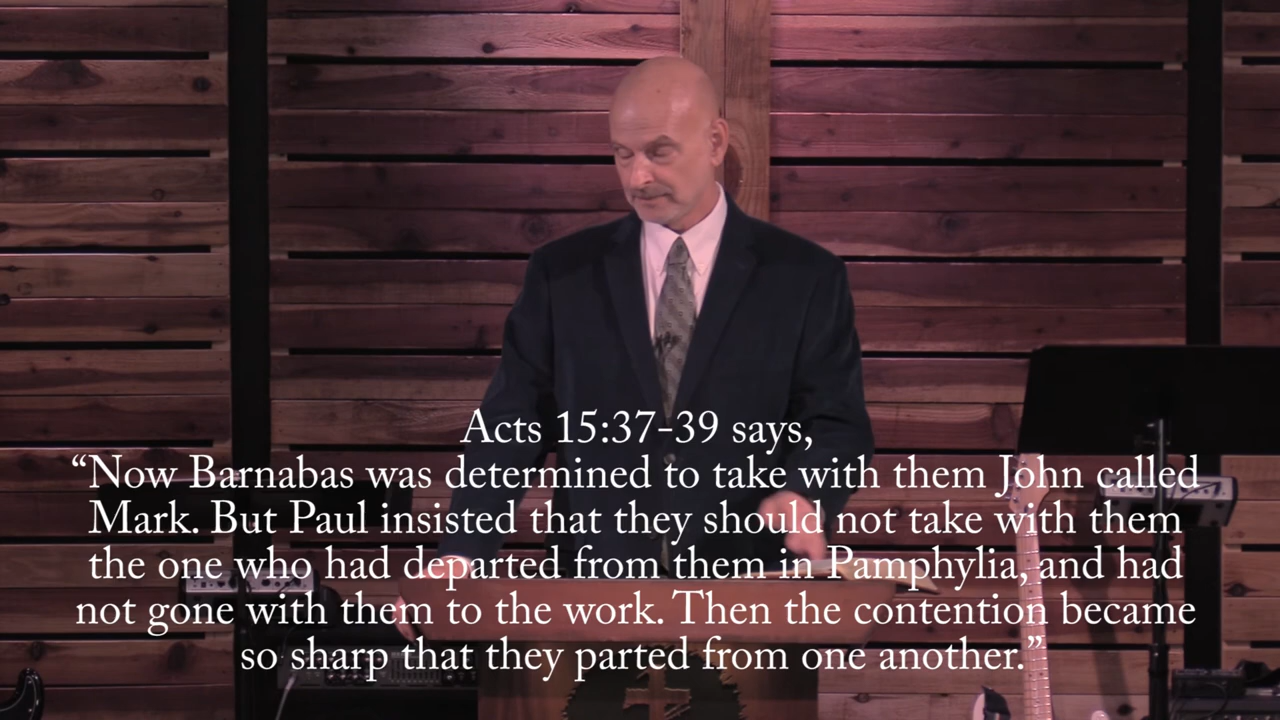 Acts 15:37-39 says,
“Now Barnabas was determined to take with them John called
Mark. But Paul insisted that they should not take with them
the one who had departed from them in Pamphylia, and had
not gone with them to the work. Then the contention became
so sharp that they parted from one another.”